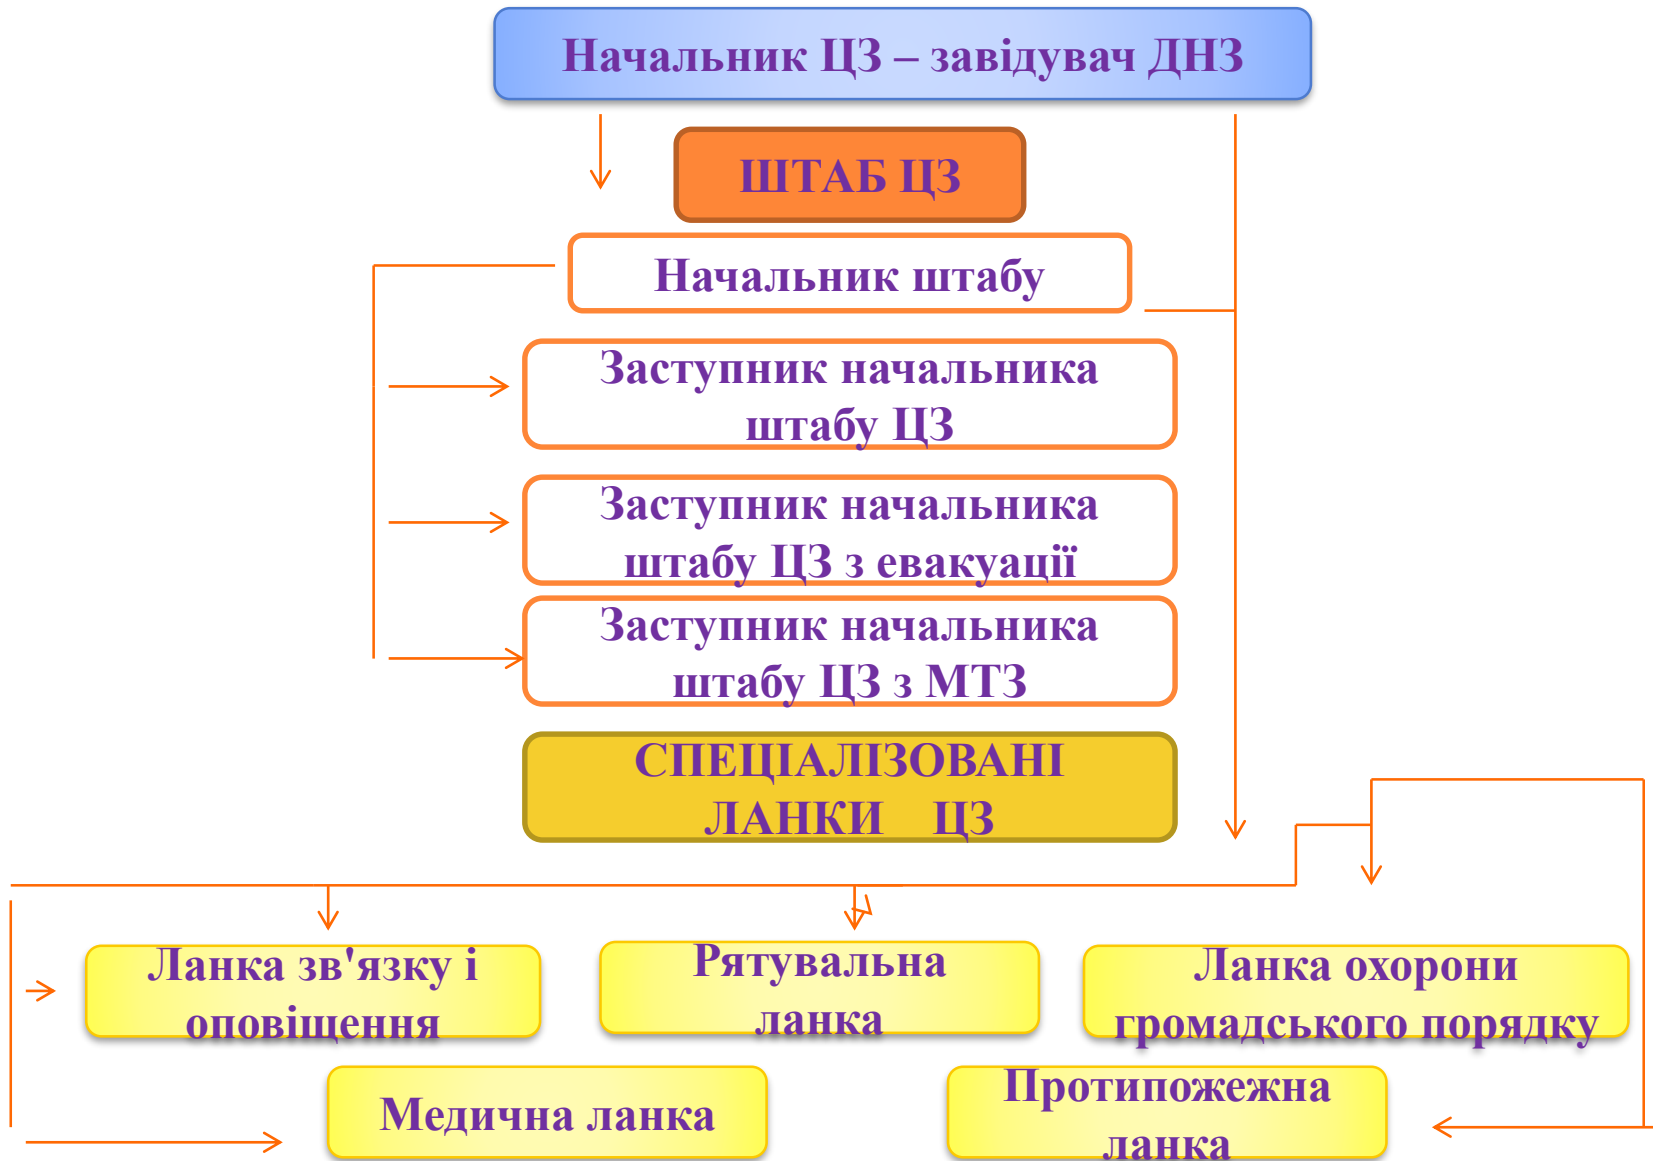 Начальник ЦЗ – завідувач ДНЗ
ШТАБ ЦЗ
Начальник штабу
Заступник начальника
штабу ЦЗ
Заступник начальника
штабу ЦЗ з евакуації
Заступник начальника
штабу ЦЗ з МТЗ
СПЕЦІАЛІЗОВАНІ
ЛАНКИ ЦЗ
Ланка зв'язку і
оповіщення
Рятувальна
ланка
Ланка охорони
громадського порядку
Медична ланка
Протипожежна
ланка